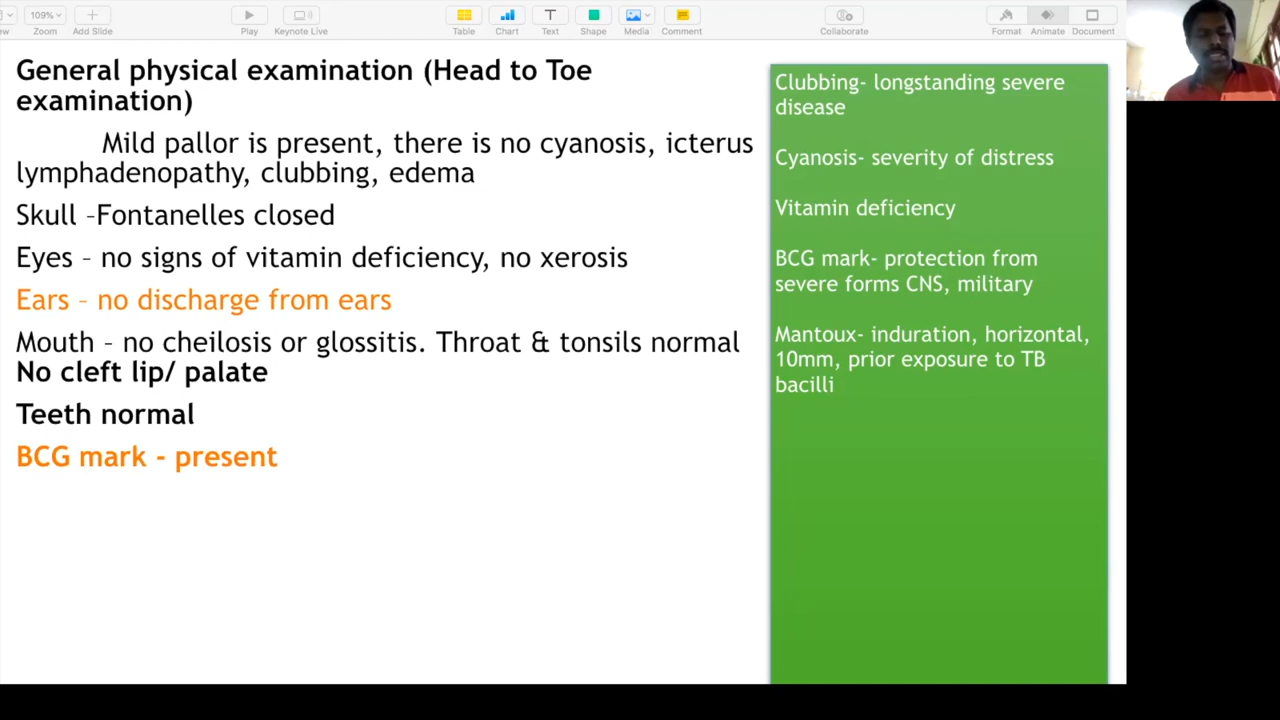 109%
Zoom
Add Slide
Play
Keynote Live
Table
Chart
Text
Shape
Media
Comment
Collaborate
Format
Animate
Document
General physical examination (Head to Toe
examination)
Mild pallor is present, there is no cyanosis, icterus
lymphadenopathy, clubbing, edema
Skull –Fontanelles closed
Eyes – no signs of vitamin deficiency, no xerosis
Ears – no discharge from ears
Mouth – no cheilosis or glossitis. Throat & tonsils normal
No cleft lip/ palate
Teeth normal
BCG mark - present
Clubbing- longstanding severe
disease
Cyanosis- severity of distress
Vitamin deficiency
BCG mark- protection from
severe forms CNS, military
Mantoux- induration, horizontal,
10mm, prior exposure to TB
bacilli